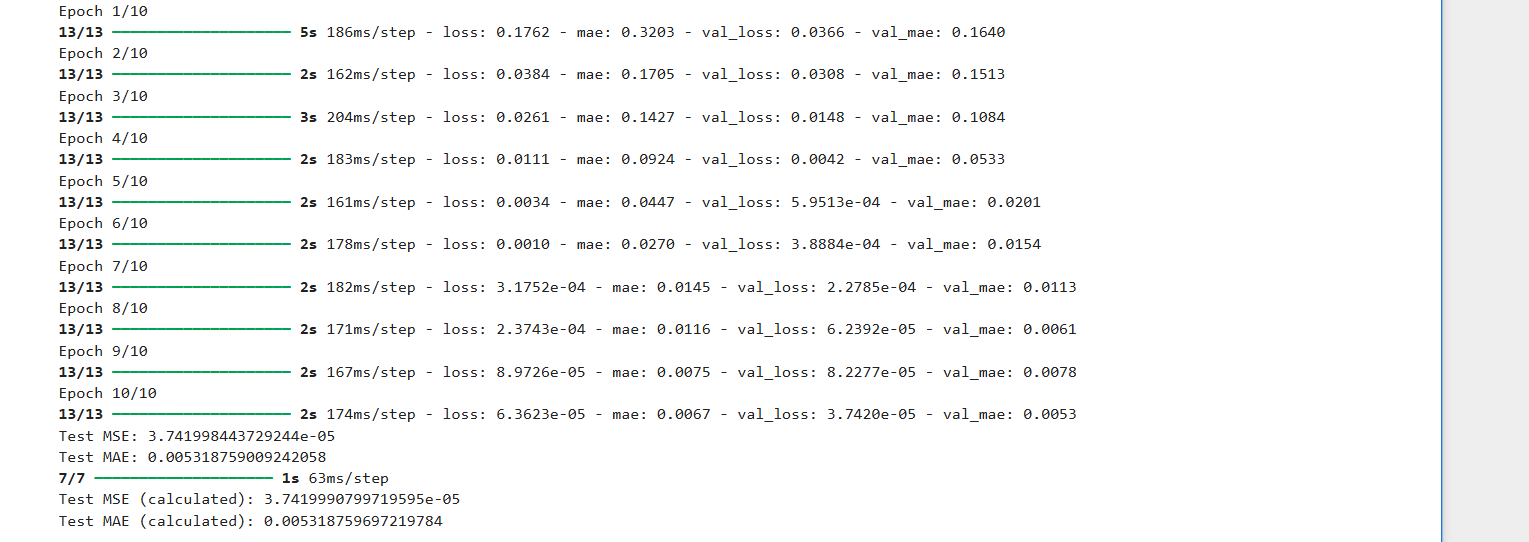 Epoch 1/10
13/13 ━━━━━━━━━━━━━━━━━━━━ 5s 186ms/step - loss: 0.1762 - mae: 0.3203 - val_loss: 0.0366 - val_mae: 0.1640
Epoch 2/10
13/13 ━━━━━━━━━━━━━━━━━━━━ 2s 162ms/step - loss: 0.0384 - mae: 0.1705 - val_loss: 0.0308 - val_mae: 0.1513
Epoch 3/10
13/13 ━━━━━━━━━━━━━━━━━━━━ 3s 204ms/step - loss: 0.0261 - mae: 0.1427 - val_loss: 0.0148 - val_mae: 0.1084
Epoch 4/10
13/13 ━━━━━━━━━━━━━━━━━━━━ 2s 183ms/step - loss: 0.0111 - mae: 0.0924 - val_loss: 0.0042 - val_mae: 0.0533
Epoch 5/10
13/13 ━━━━━━━━━━━━━━━━━━━━ 2s 161ms/step - loss: 0.0034 - mae: 0.0447 - val_loss: 5.9513e-04 - val_mae: 0.0201
Epoch 6/10
13/13 ━━━━━━━━━━━━━━━━━━━━ 2s 178ms/step - loss: 0.0010 - mae: 0.0270 - val_loss: 3.8884e-04 - val_mae: 0.0154
Epoch 7/10
13/13 ━━━━━━━━━━━━━━━━━━━━ 2s 182ms/step - loss: 3.1752e-04 - mae: 0.0145 - val_loss: 2.2785e-04 - val_mae: 0.0113
Epoch 8/10
13/13 ━━━━━━━━━━━━━━━━━━━━ 2s 171ms/step - loss: 2.3743e-04 - mae: 0.0116 - val_loss: 6.2392e-05 - val_mae: 0.0061
Epoch 9/10
13/13 ━━━━━━━━━━━━━━━━━━━━ 2s 167ms/step - loss: 8.9726e-05 - mae: 0.0075 - val_loss: 8.2277e-05 - val_mae: 0.0078
Epoch 10/10
13/13 ━━━━━━━━━━━━━━━━━━━━ 2s 174ms/step - loss: 6.3623e-05 - mae: 0.0067 - val_loss: 3.7420e-05 - val_mae: 0.0053
Test MSE: 3.741998443729244e-05
Test MAE: 0.005318759009242058
7/7 ━━━━━━━━━━━━━━━━━━━━ 1s 63ms/step
Test MSE (calculated): 3.7419990799719595e-05
Test MAE (calculated): 0.005318759697219784